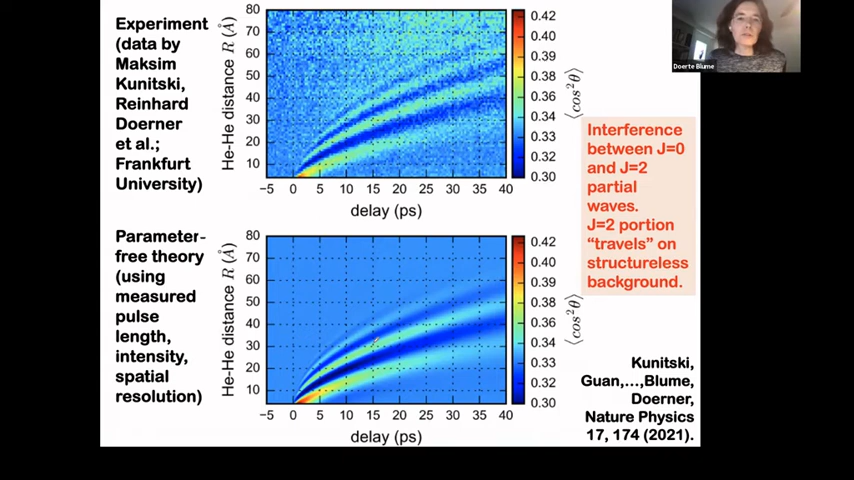 Experiment
(data by
Maksim
Kunitski,
Reinhard
Doerner
et al.;
Frankfurt
University)
80
70
60
50
40
30
20
10
He-He distance R (Å)
−5 0 5 10 15 20 25 30 35 40
delay (ps)
0.42
0.40
0.38
0.36
0.34
0.32
0.30
⟨cos²θ⟩
Doerte Blume
Interference
between J=0
and J=2
partial
waves.
J=2 portion
“travels” on
structureless
background.
Parameter-
free theory
(using
measured
pulse
length,
intensity,
spatial
resolution)
80
70
60
50
40
30
20
10
He-He distance R (Å)
−5 0 5 10 15 20 25 30 35 40
delay (ps)
0.42
0.40
0.38
0.36
0.34
0.32
0.30
⟨cos²θ⟩
Kunitski,
Guan,...,Blume,
Doerner,
Nature Physics
17, 174 (2021).